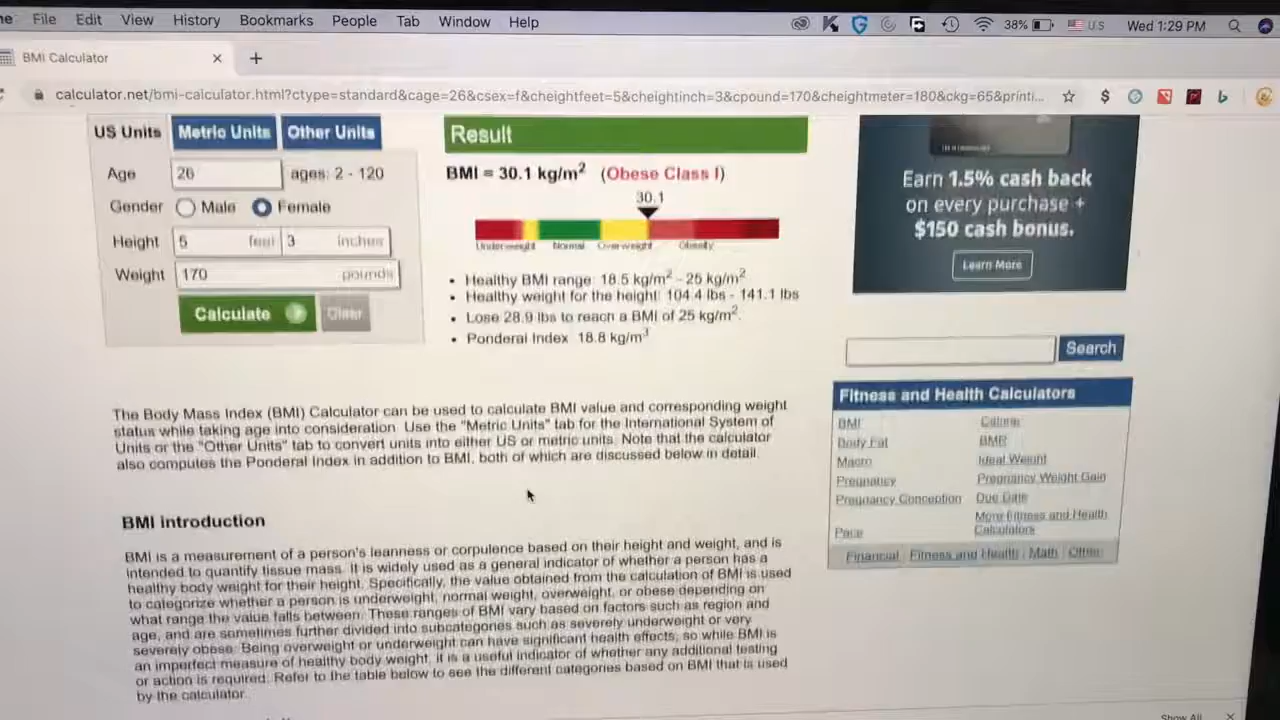 File Edit View History Bookmarks People Tab Window Help
38% U.S Wed 1:29 PM
BMI Calculator × +
calculator.net/bmi-calculator.html?ctype=standard&cage=26&csex=f&cheightfeet=5&cheightinch=3&cpound=170&cheightmeter=180&ckg=65&printi...
US Units Metric Units Other Units
Age 26 ages: 2 - 120
Gender Male Female
Height 5 feet 3 inches
Weight 170 pounds
Calculate Clear
Result
BMI = 30.1 kg/m² (Obese Class I)
30.1
Underweight Normal Overweight Obesity
• Healthy BMI range: 18.5 kg/m² - 25 kg/m²
• Healthy weight for the height: 104.4 lbs - 141.1 lbs
• Lose 28.9 lbs to reach a BMI of 25 kg/m².
• Ponderal Index 18.8 kg/m³
Earn 1.5% cash back
on every purchase +
$150 cash bonus.
Learn More
Search
Fitness and Health Calculators
BMI Calorie
Body Fat BMR
Macro Ideal Weight
Pregnancy Pregnancy Weight Gain
Pregnancy Conception Due Date
Pace More Fitness and Health
Calculators
Financial Fitness and Health Math Other
The Body Mass Index (BMI) Calculator can be used to calculate BMI value and corresponding weight
status while taking age into consideration. Use the "Metric Units" tab for the International System of
Units or the "Other Units" tab to convert units into either US or metric units. Note that the calculator
also computes the Ponderal Index in addition to BMI, both of which are discussed below in detail.
BMI introduction
BMI is a measurement of a person's leanness or corpulence based on their height and weight, and is
intended to quantify tissue mass. It is widely used as a general indicator of whether a person has a
healthy body weight for their height. Specifically, the value obtained from the calculation of BMI is used
to categorize whether a person is underweight, normal weight, overweight, or obese depending on
what range the value falls between. These ranges of BMI vary based on factors such as region and
age, and are sometimes further divided into subcategories such as severely underweight or very
severely obese. Being overweight or underweight can have significant health effects, so while BMI is
an imperfect measure of healthy body weight, it is a useful indicator of whether any additional testing
or action is required. Refer to the table below to see the different categories based on BMI that is used
by the calculator.
Show All